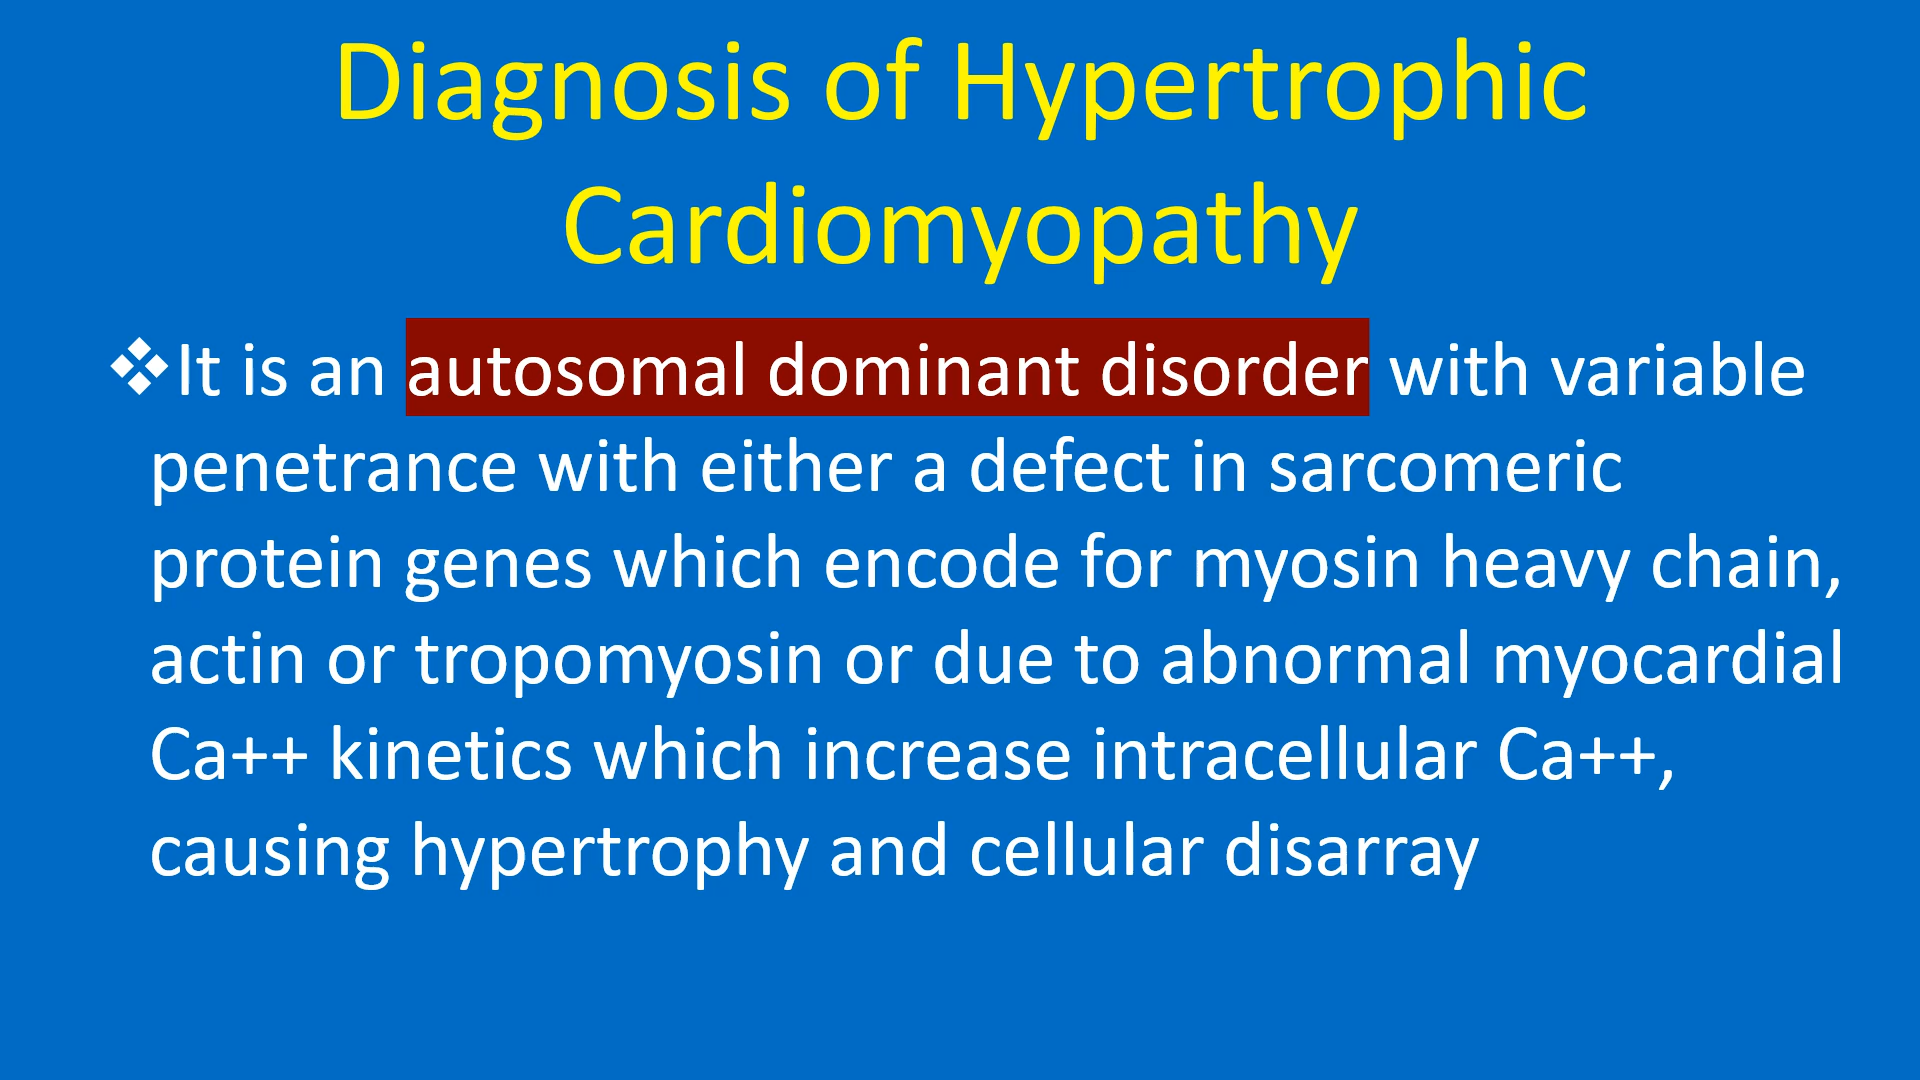 Diagnosis of Hypertrophic
Cardiomyopathy
❖It is an autosomal dominant disorder with variable
penetrance with either a defect in sarcomeric
protein genes which encode for myosin heavy chain,
actin or tropomyosin or due to abnormal myocardial
Ca++ kinetics which increase intracellular Ca++,
causing hypertrophy and cellular disarray